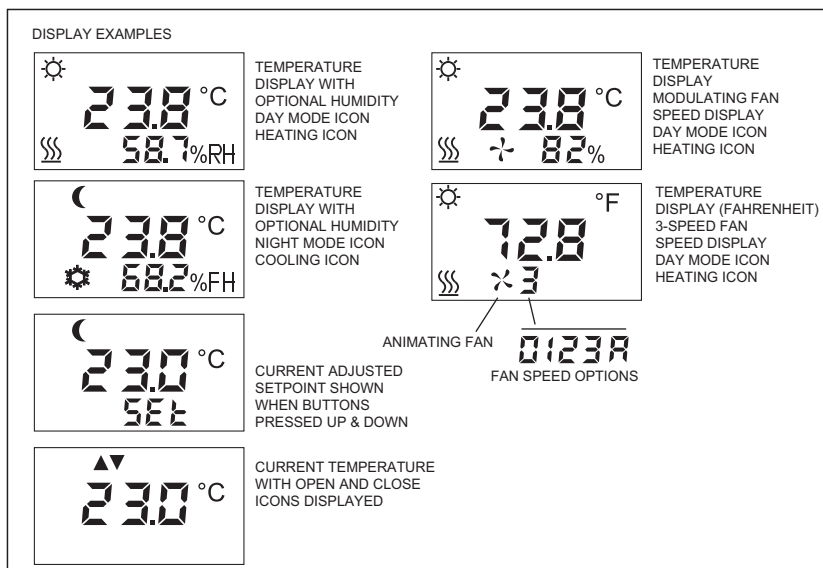 DISPLAY EXAMPLES
23.8 °C
58.7%RH
TEMPERATURE
DISPLAY WITH
OPTIONAL HUMIDITY
DAY MODE ICON
HEATING ICON
23.8 °C
68.2%FH
TEMPERATURE
DISPLAY WITH
OPTIONAL HUMIDITY
NIGHT MODE ICON
COOLING ICON
23.0 °C
SEt
CURRENT ADJUSTED
SETPOINT SHOWN
WHEN BUTTONS
PRESSED UP & DOWN
23.0 °C
CURRENT TEMPERATURE
WITH OPEN AND CLOSE
ICONS DISPLAYED
23.8 °C
82%
TEMPERATURE
DISPLAY
MODULATING FAN
SPEED DISPLAY
DAY MODE ICON
HEATING ICON
°F
72.8
3
TEMPERATURE
DISPLAY (FAHRENHEIT)
3-SPEED FAN
SPEED DISPLAY
DAY MODE ICON
HEATING ICON
ANIMATING FAN
0123A
FAN SPEED OPTIONS